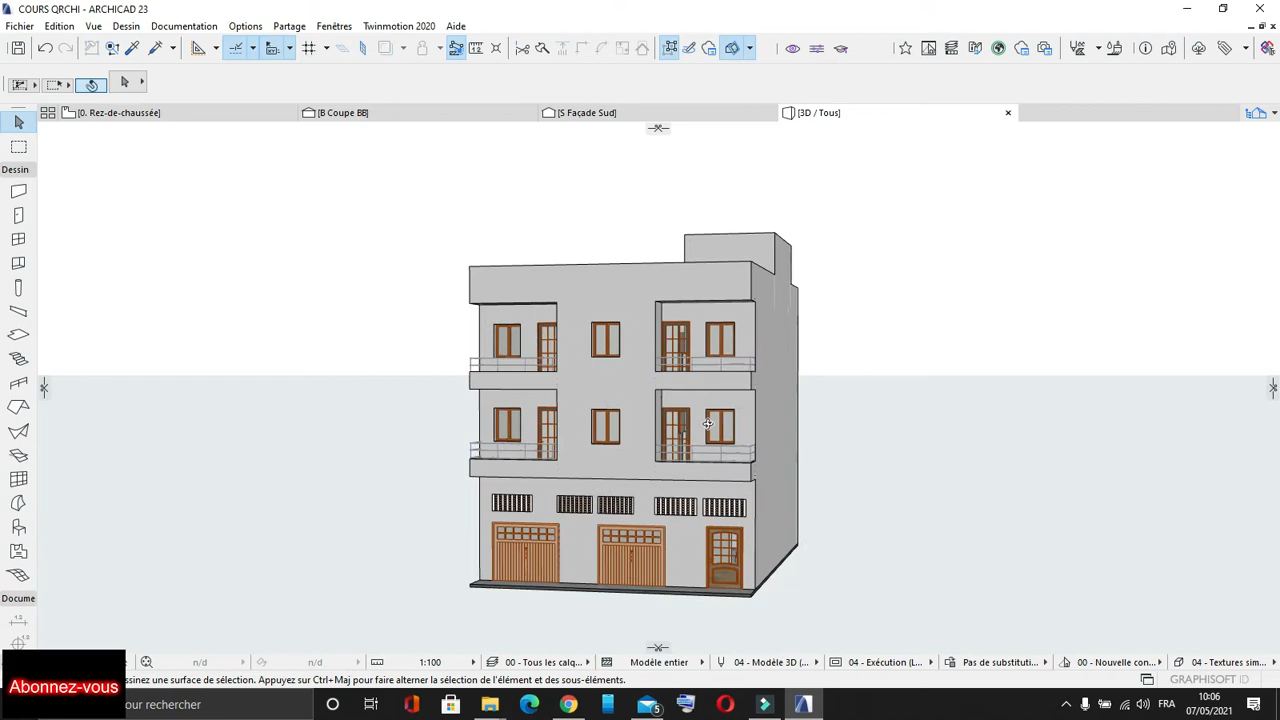 COURS QRCHI - ARCHICAD 23
Fichier Edition Vue Dessin Documentation Options Partage Fenêtres Twinmotion 2020 Aide
[0. Rez-de-chaussée]
[B Coupe BB]
[S Façade Sud]
[3D / Tous]
Dessin
Docume
n/d
n/d
1:100
00 - Tous les calq...
Modèle entier
04 - Modèle 3D (...
04 - Exécution (L...
Pas de substituti...
00 - Nouvelle con...
04 - Textures sim...
Abonnez-vous
ssinez une surface de sélection. Appuyez sur Ctrl+Maj pour faire alterner la sélection de l'élément et des sous-éléments.
GRAPHISOFT ID
pour rechercher
5
FRA
10:06
07/05/2021